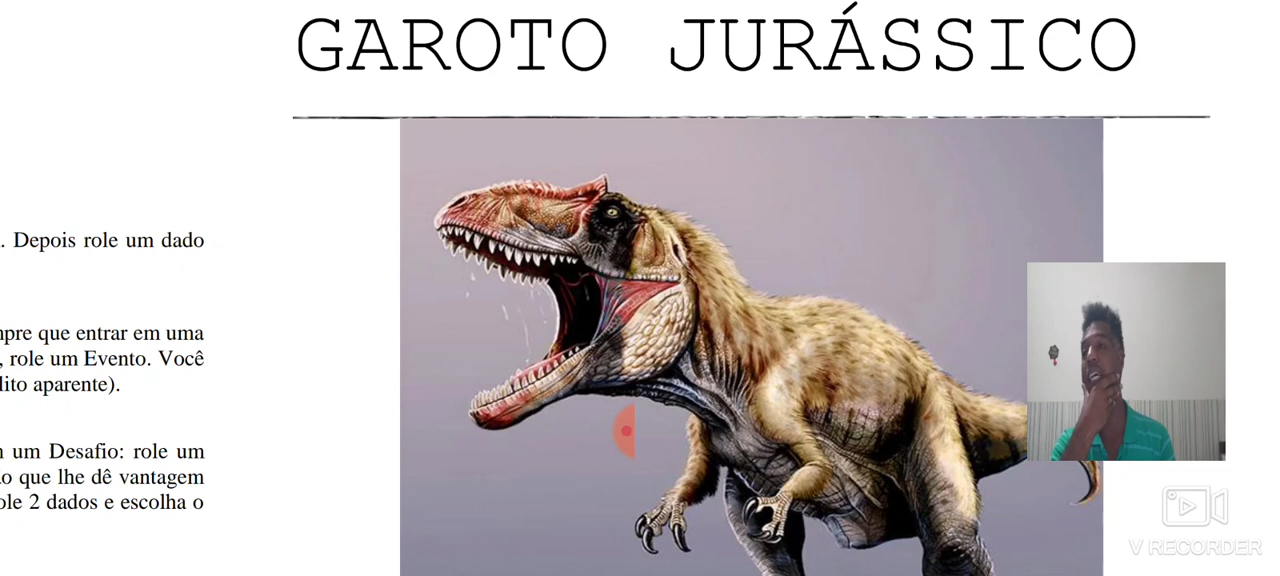 GAROTO JURÁSSICO
. Depois role um dado
mpre que entrar em uma
, role um Evento. Você
lito aparente).
um Desafio: role um
o que lhe dê vantagem
ole 2 dados e escolha o
V RECORDER